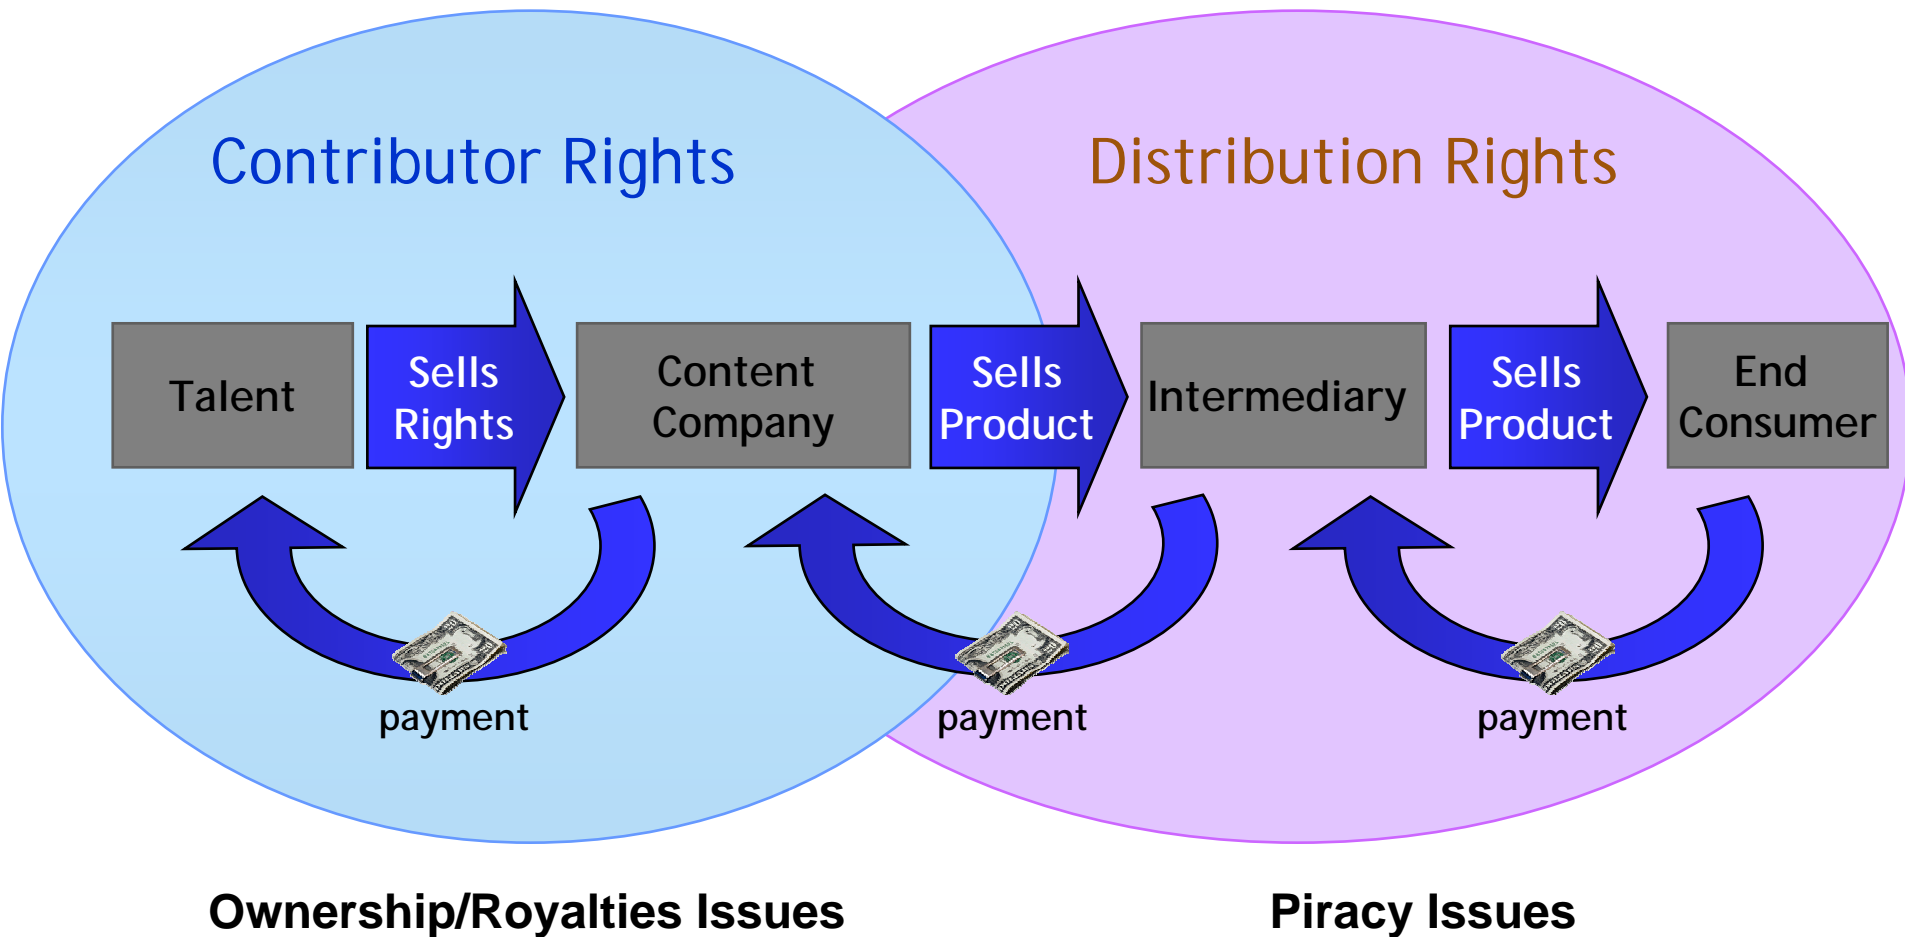 Contributor Rights
Distribution Rights
Talent
Sells
Rights
Content
Company
Sells
Product
Intermediary
Sells
Product
End
Consumer
payment
payment
payment
Ownership/Royalties Issues
Piracy Issues